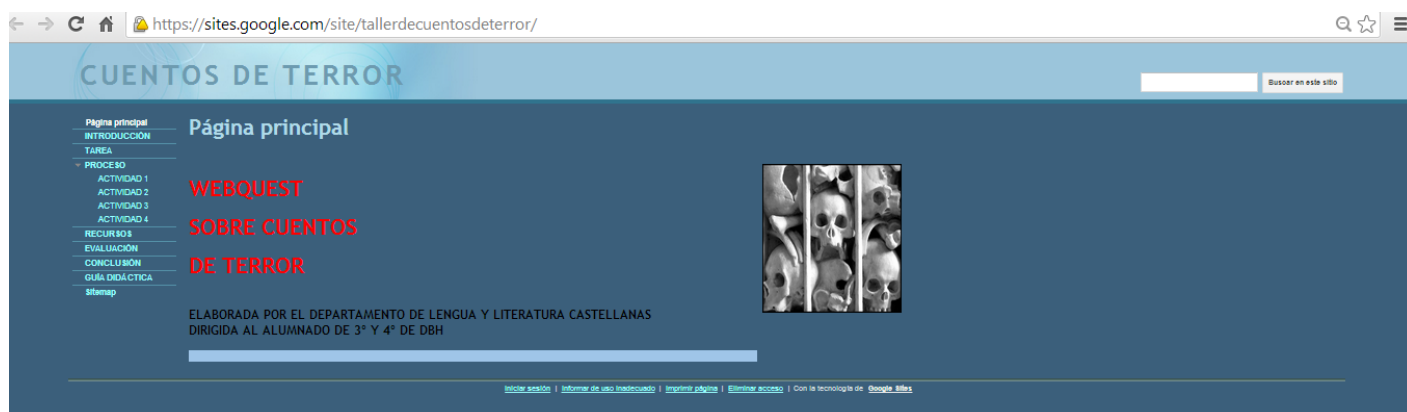 https://sites.google.com/site/tallerdecuentosdeterror/
CUENTOS DE TERROR
Buscar en este sitio
Página principal
INTRODUCCIÓN
TAREA
PROCESO
ACTIVIDAD 1
ACTIVIDAD 2
ACTIVIDAD 3
ACTIVIDAD 4
RECURSOS
EVALUACIÓN
CONCLUSIÓN
GUÍA DIDÁCTICA
Sitemap
Página principal
WEBQUEST
SOBRE CUENTOS
DE TERROR
ELABORADA POR EL DEPARTAMENTO DE LENGUA Y LITERATURA CASTELLANAS
DIRIGIDA AL ALUMNADO DE 3º Y 4º DE DBH
Iniciar sesión | Informar de uso inadecuado | Imprimir página | Eliminar acceso | Con la tecnología de Google Sites